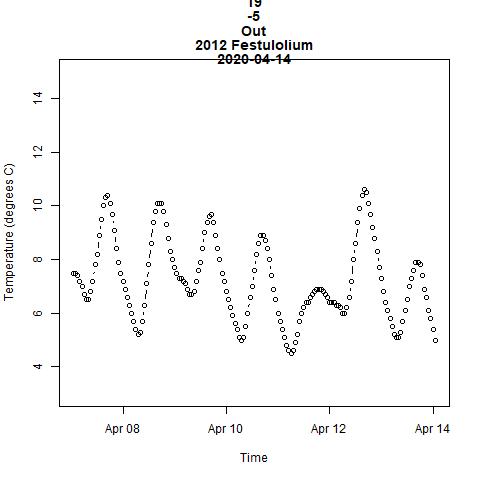 19
-5
Out
2012 Festulolium
2020-04-14
14
12
10
8
6
4
Temperature (degrees C)
Apr 08
Apr 10
Apr 12
Apr 14
Time